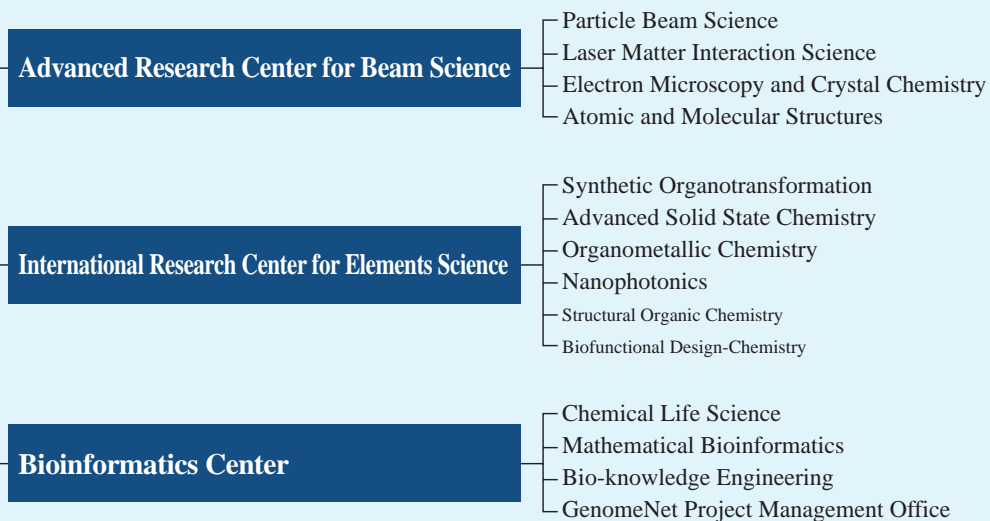 Advanced Research Center for Beam Science
Particle Beam Science
Laser Matter Interaction Science
Electron Microscopy and Crystal Chemistry
Atomic and Molecular Structures
International Research Center for Elements Science
Synthetic Organotransformation
Advanced Solid State Chemistry
Organometallic Chemistry
Nanophotonics
Structural Organic Chemistry
Biofunctional Design-Chemistry
Bioinformatics Center
Chemical Life Science
Mathematical Bioinformatics
Bio-knowledge Engineering
GenomeNet Project Management Office